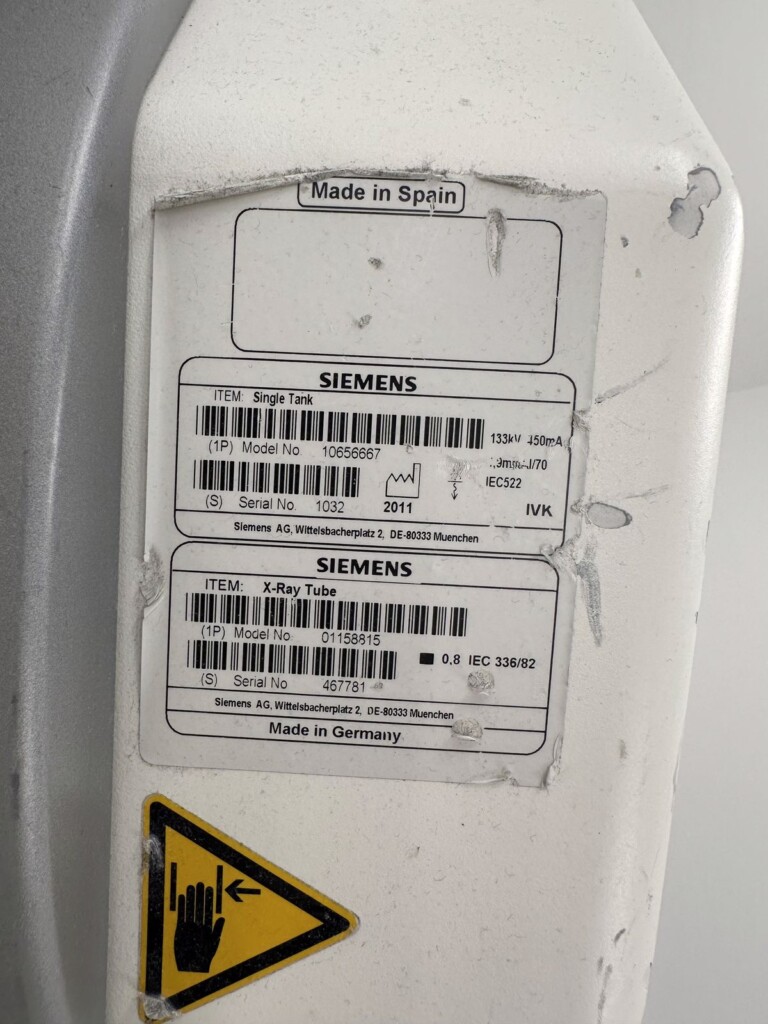 Made in Spain
SIEMENS
ITEM: Single Tank
133kV 450mA
(1P) Model No 10656667
IEC522
(S) Serial No. 1032
2011
IVK
Siemens AG, Wittelsbacherplatz 2, DE-80333 Muenchen
SIEMENS
ITEM: X-Ray Tube
(1P) Model No 01158815
0,8 IEC 336/82
(S) Serial No 467781
Siemens AG, Wittelsbacherplatz 2, DE-80333 Muenchen
Made in Germany